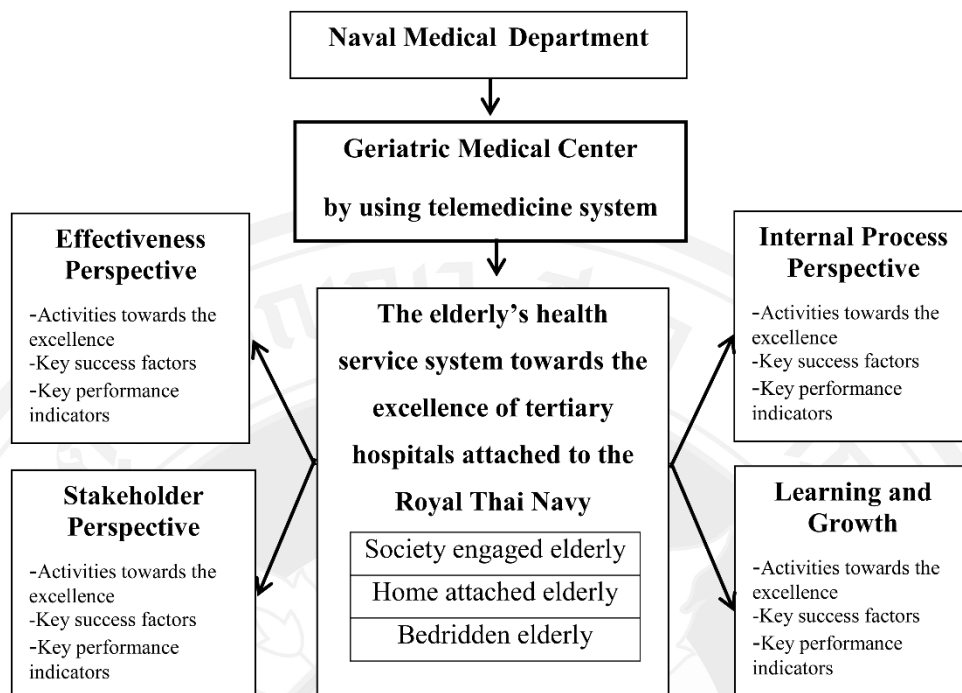 Naval Medical Department
Geriatric Medical Center
by using telemedicine system
Effectiveness
Perspective
-Activities towards the
excellence
-Key success factors
-Key performance
indicators
Stakeholder
Perspective
-Activities towards the
excellence
-Key success factors
-Key performance
indicators
The elderly’s health
service system towards the
excellence of tertiary
hospitals attached to the
Royal Thai Navy
Society engaged elderly
Home attached elderly
Bedridden elderly
Internal Process
Perspective
-Activities towards the
excellence
-Key success factors
-Key performance
indicators
Learning and
Growth
-Activities towards the
excellence
-Key success factors
-Key performance
indicators